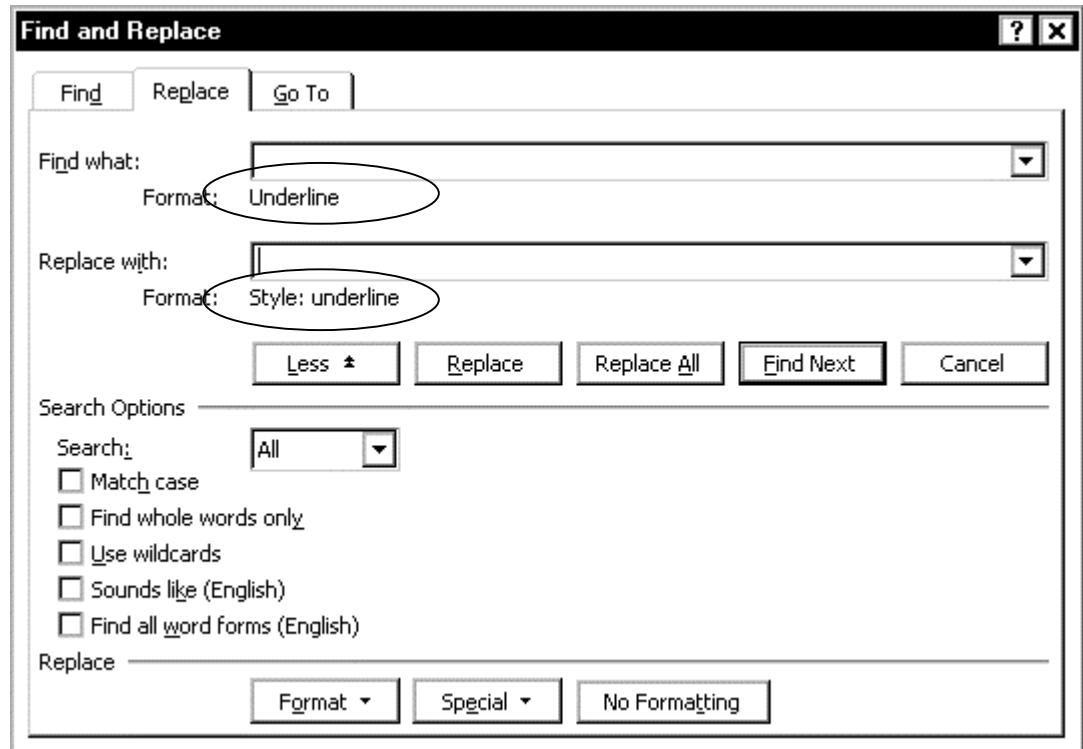 Find and Replace
Find Replace Go To
Find what:
Format: Underline
Replace with:
Format: Style: underline
Less Replace Replace All Find Next Cancel
Search Options
Search: All
Match case
Find whole words only
Use wildcards
Sounds like (English)
Find all word forms (English)
Replace
Format Special No Formatting